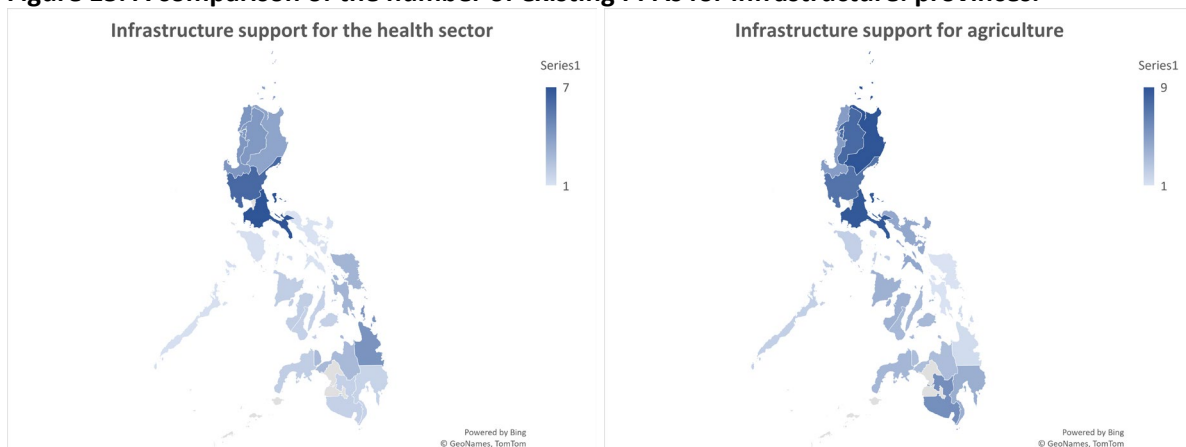 Infrastructure support for the health sector
Series1
7
1
Powered by Bing
© GeoNames, TomTom
Infrastructure support for agriculture
Series1
9
1
Powered by Bing
© GeoNames, TomTom